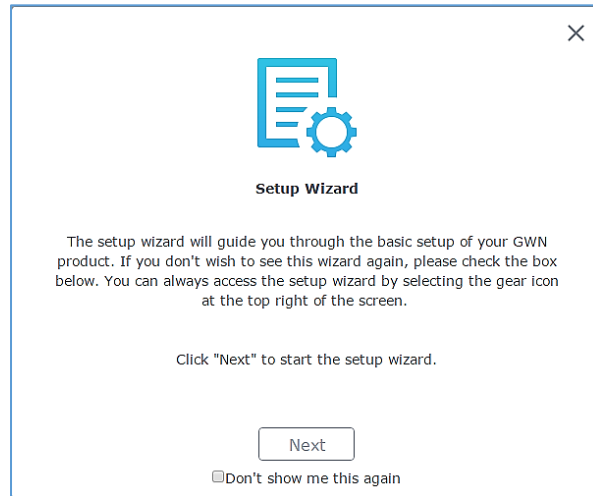 Setup Wizard
The setup wizard will guide you through the basic setup of your GWN
product. If you don't wish to see this wizard again, please check the box
below. You can always access the setup wizard by selecting the gear icon
at the top right of the screen.
Click "Next" to start the setup wizard.
Next
Don't show me this again